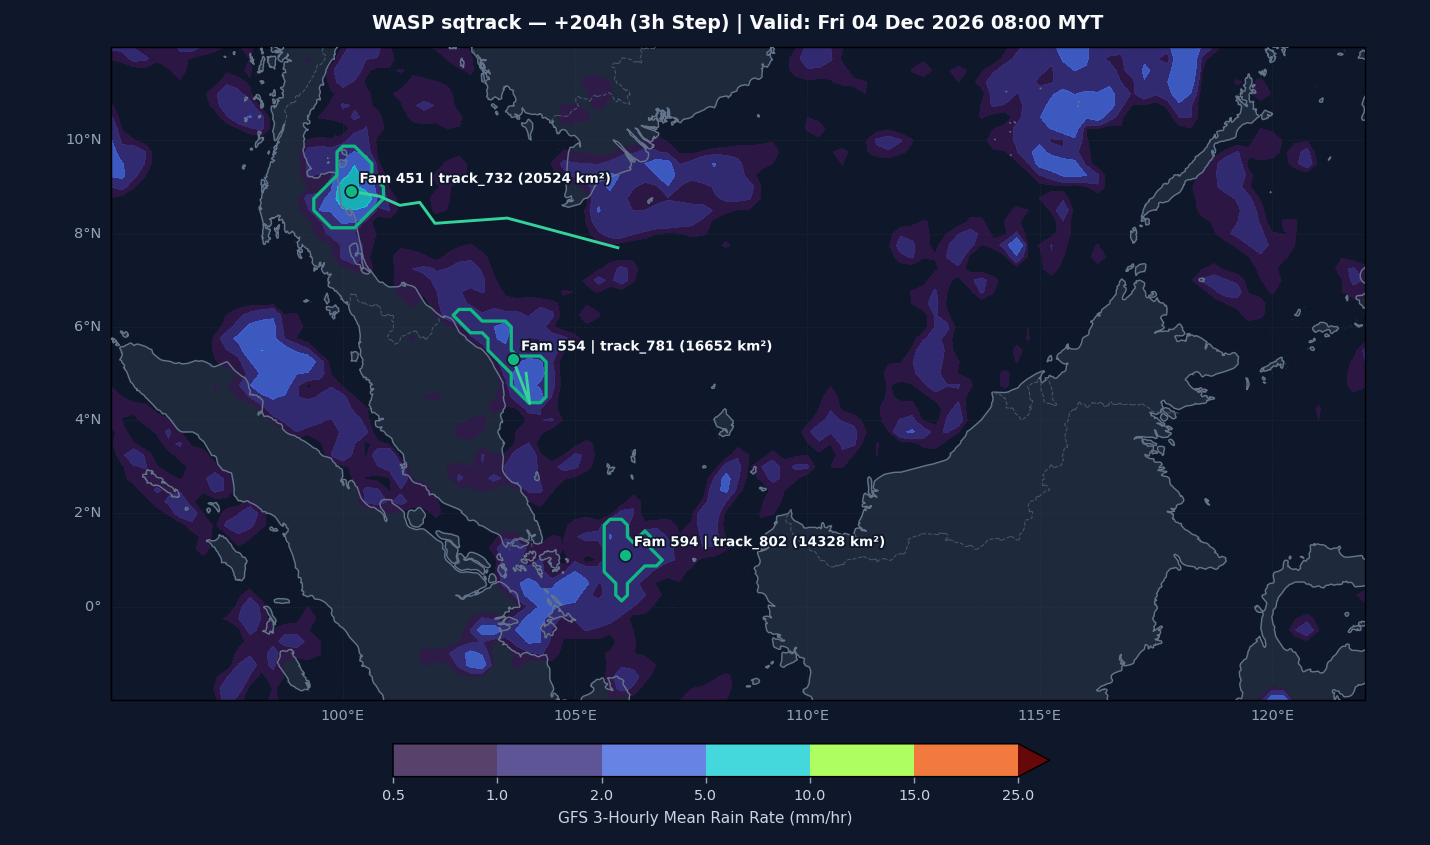 WASP sqtrack — +204h (3h Step) | Valid: Fri 04 Dec 2026 08:00 MYT
10°N
Fam 451 | track_732 (20524 km²)
8°N
6°N
Fam 554 | track_781 (16652 km²)
4°N
2°N
Fam 594 | track_802 (14328 km²)
0°
100°E 105°E 110°E 115°E 120°E
0.5 1.0 2.0 5.0 10.0 15.0 25.0
GFS 3-Hourly Mean Rain Rate (mm/hr)